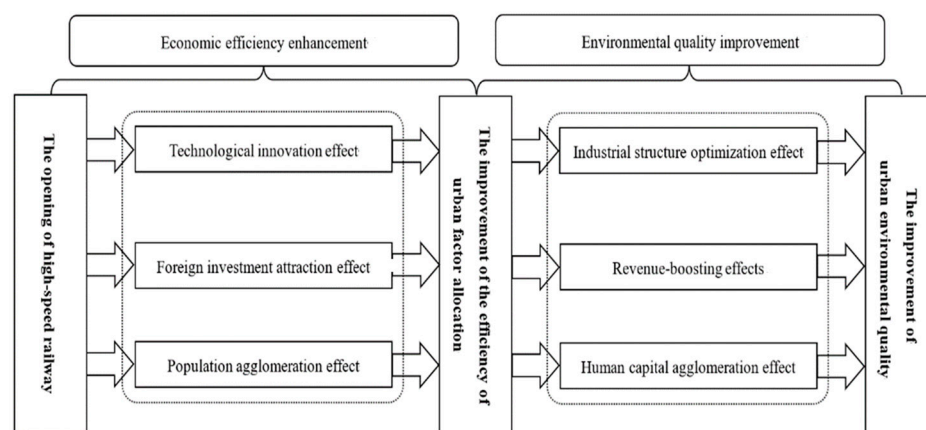 Economic efficiency enhancement
Environmental quality improvement
The opening of
high-speed railway
Technological innovation effect
Foreign investment attraction effect
Population agglomeration effect
The improvement of the efficiency of
urban factor allocation
Industrial structure optimization effect
Revenue-boosting effects
Human capital agglomeration effect
The improvement of
urban environmental quality